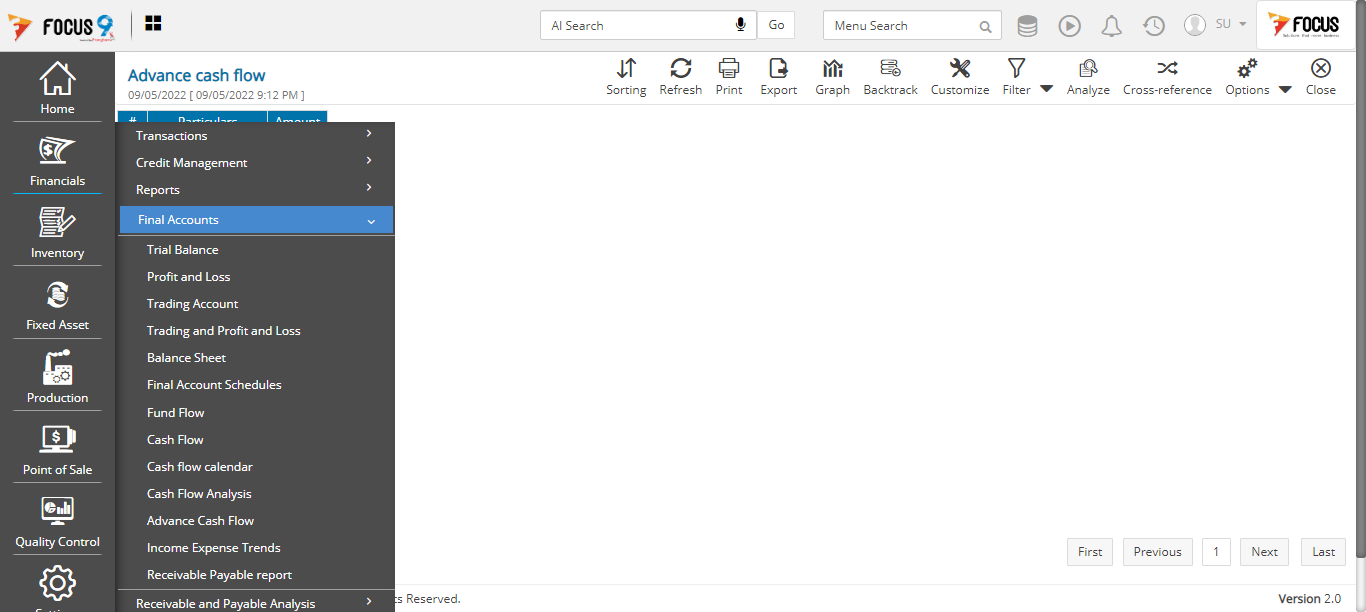 FOCUS 9
AI Search
Go
Menu Search
SU
FOCUS
Home
Financials
Inventory
Fixed Asset
Production
Point of Sale
Quality Control
Advance cash flow
09/05/2022 [ 09/05/2022 9:12 PM ]
Sorting
Refresh
Print
Export
Graph
Backtrack
Customize
Filter
Analyze
Cross-reference
Options
Close
# Particulars Amount
Transactions
Credit Management
Reports
Final Accounts
Trial Balance
Profit and Loss
Trading Account
Trading and Profit and Loss
Balance Sheet
Final Account Schedules
Fund Flow
Cash Flow
Cash flow calendar
Cash Flow Analysis
Advance Cash Flow
Income Expense Trends
Receivable Payable report
Receivable and Payable Analysis
First
Previous
1
Next
Last
Reserved.
Version 2.0